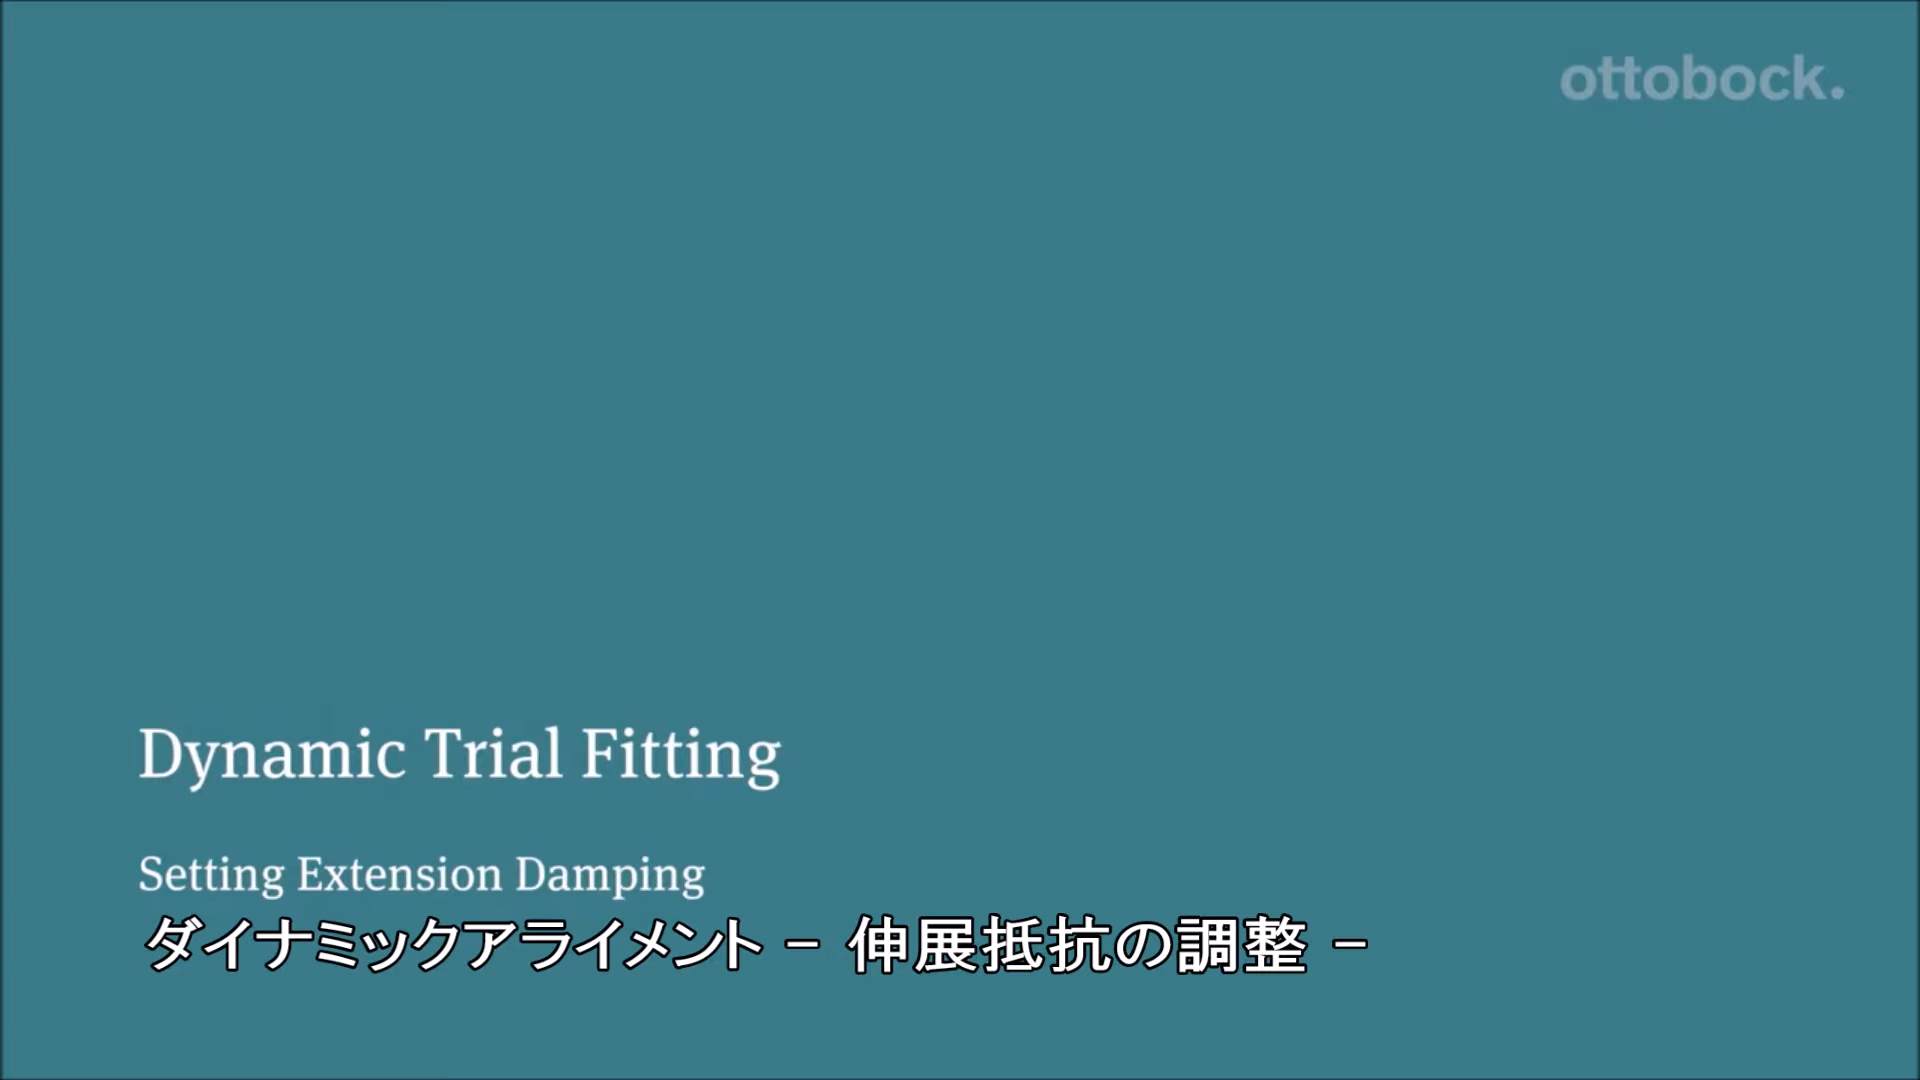 ottobock.
Dynamic Trial Fitting
Setting Extension Damping
ダイナミックアライメント － 伸展抵抗の調整 －